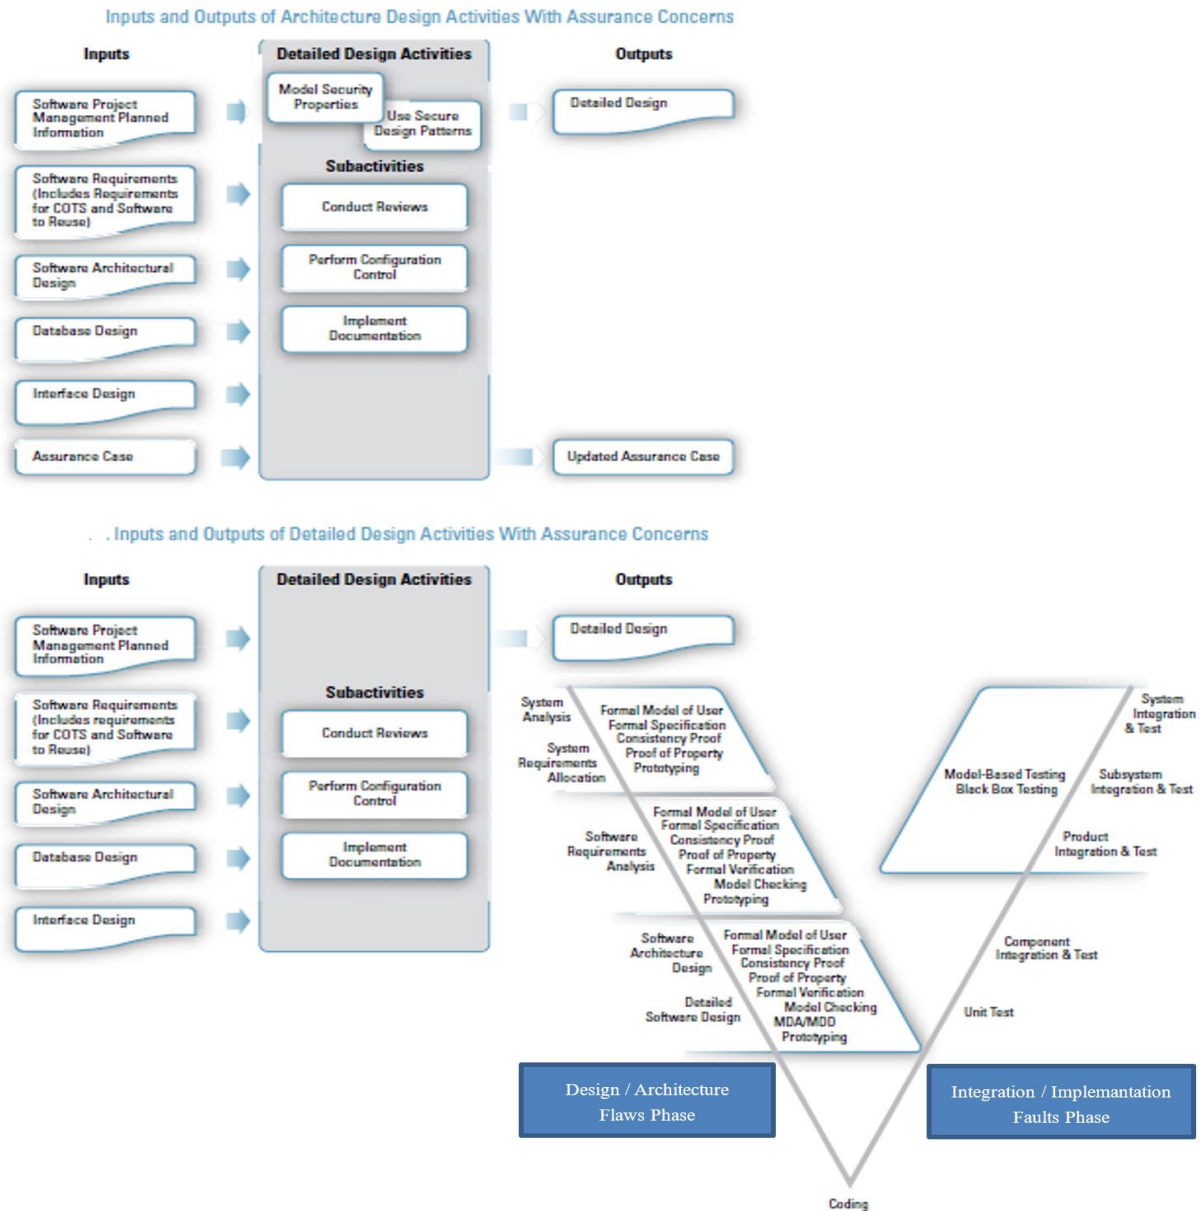 Inputs and Outputs of Architecture Design Activities With Assurance Concerns
Inputs
Detailed Design Activities
Outputs
Software Project
Management Planned
Information
Model Security
Properties
Use Secure
Design Patterns
Detailed Design
Software Requirements
(Includes Requirements
for COTS and Software
to Reuse)
Subactivities
Conduct Reviews
Software Architectural
Design
Perform Configuration
Control
Database Design
Implement
Documentation
Interface Design
Assurance Case
Updated Assurance Case
. . Inputs and Outputs of Detailed Design Activities With Assurance Concerns
Inputs
Detailed Design Activities
Outputs
Software Project
Management Planned
Information
Detailed Design
Software Requirements
(Includes requirements
for COTS and Software
to Reuse)
Subactivities
Conduct Reviews
Software Architectural
Design
Perform Configuration
Control
Database Design
Implement
Documentation
Interface Design
System
Analysis
System
Requirements
Allocation
Formal Model of User
Formal Specification
Consistency Proof
Proof of Property
Prototyping
Software
Requirements
Analysis
Formal Model of User
Formal Specification
Consistency Proof
Proof of Property
Formal Verification
Model Checking
Prototyping
Software
Architecture
Design
Detailed
Software Design
Formal Model of User
Formal Specification
Consistency Proof
Proof of Property
Formal Verification
Model Checking
MDA/MDD
Prototyping
Model-Based Testing
Black Box Testing
System
Integration
& Test
Subsystem
Integration & Test
Product
Integration & Test
Component
Integration & Test
Unit Test
Design / Architecture
Flaws Phase
Integration / Implemantation
Faults Phase
Coding